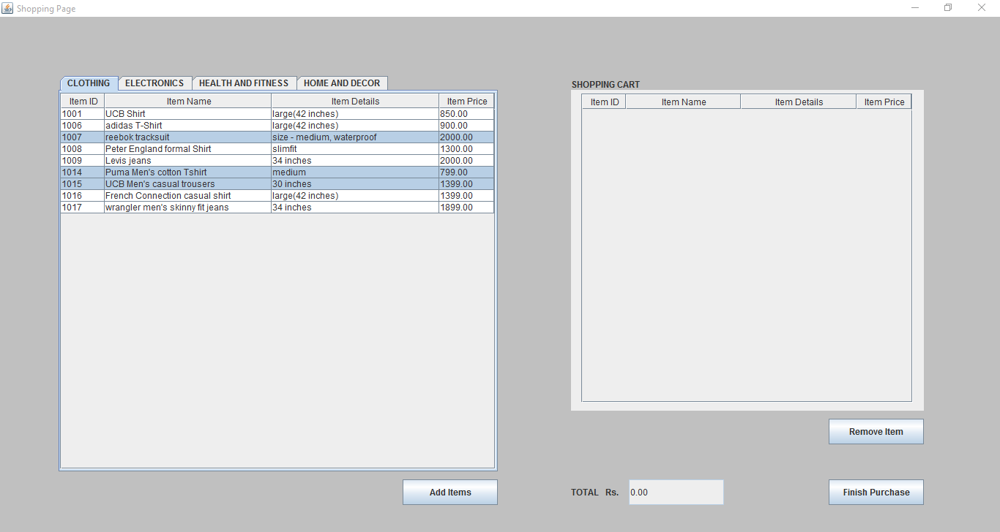 Shopping Page
CLOTHING ELECTRONICS HEALTH AND FITNESS HOME AND DECOR
Item ID Item Name Item Details Item Price
1001 UCB Shirt large(42 inches) 850.00
1006 adidas T-Shirt large(42 inches) 900.00
1007 reebok tracksuit size - medium, waterproof 2000.00
1008 Peter England formal Shirt slimfit 1300.00
1009 Levis jeans 34 inches 2000.00
1014 Puma Men's cotton Tshirt medium 799.00
1015 UCB Men's casual trousers 30 inches 1399.00
1016 French Connection casual shirt large(42 inches) 1399.00
1017 wrangler men's skinny fit jeans 34 inches 1899.00
Add Items
SHOPPING CART
Item ID Item Name Item Details Item Price
Remove Item
TOTAL Rs. 0.00
Finish Purchase